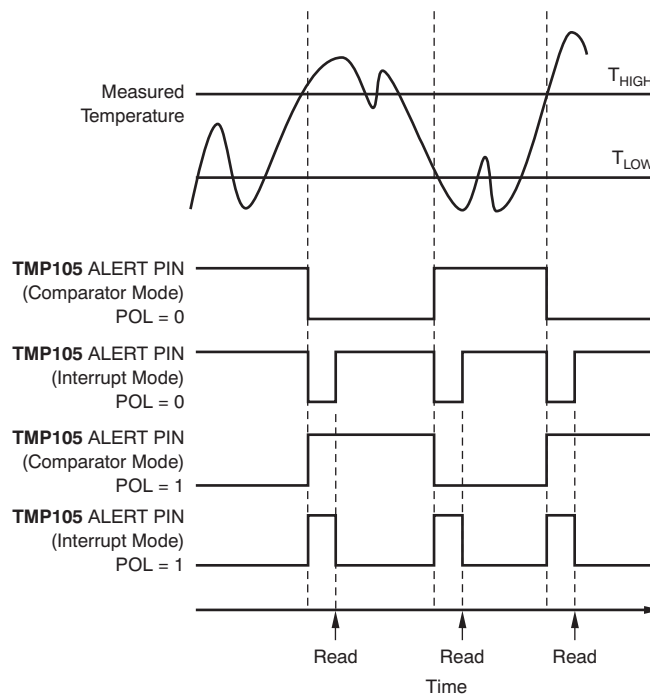 Measured
Temperature
THIGH
TLOW
TMP105 ALERT PIN
(Comparator Mode)
POL = 0
TMP105 ALERT PIN
(Interrupt Mode)
POL = 0
TMP105 ALERT PIN
(Comparator Mode)
POL = 1
TMP105 ALERT PIN
(Interrupt Mode)
POL = 1
Read Read Read
Time